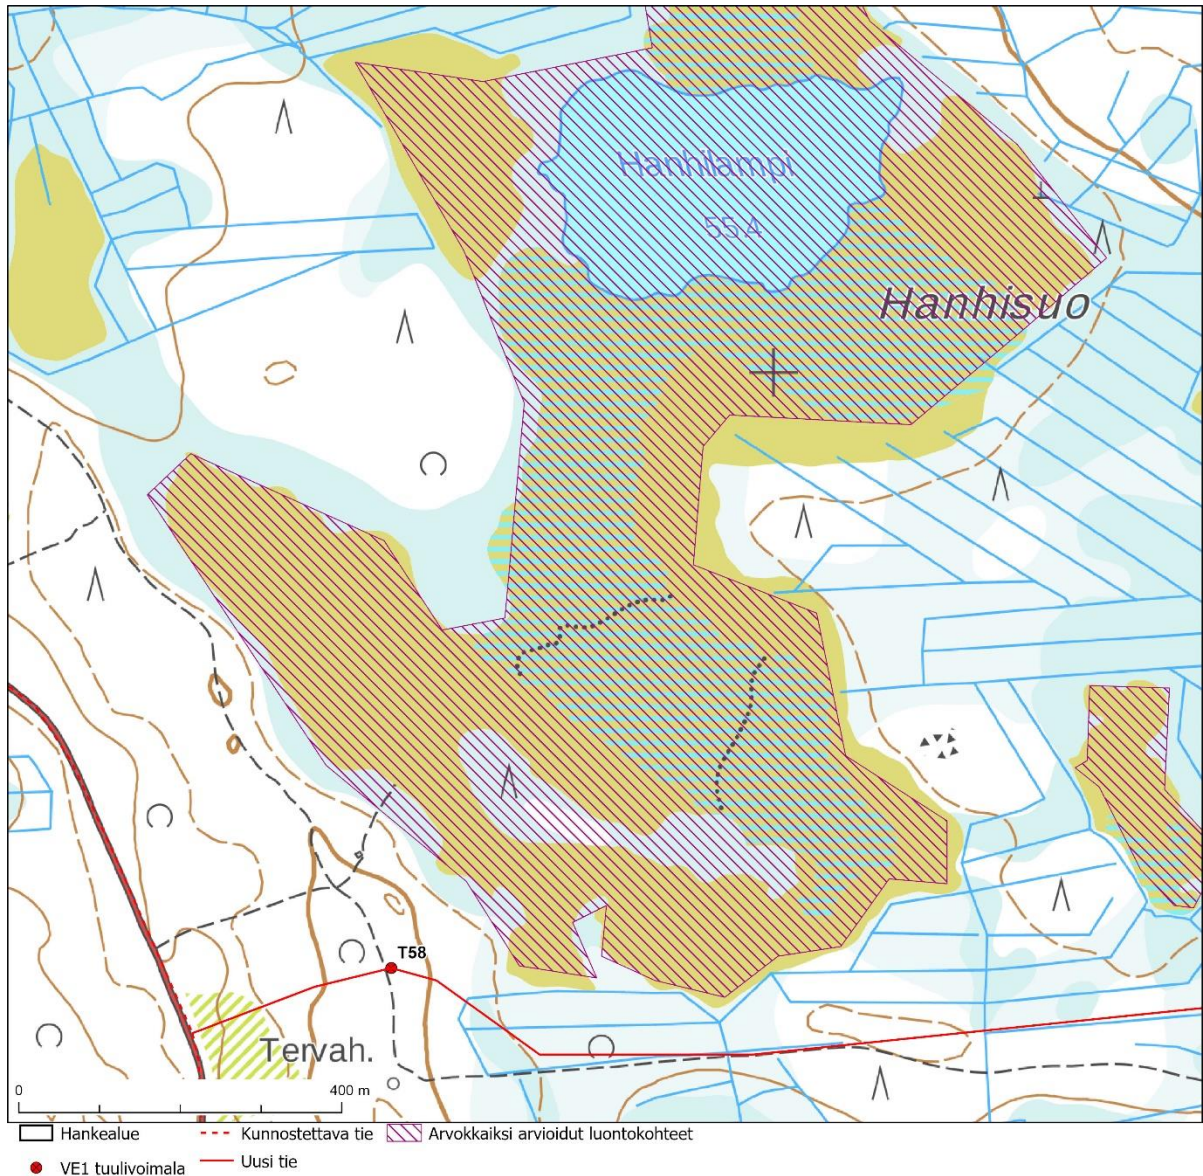 Hanhilampi
55.4
Hanhisuo
T58
Tervah.
0 400 m
Hankealue Kunnostettava tie Arvokkaiksi arvioidut luontokohteet
VE1 tuulivoimala Uusi tie